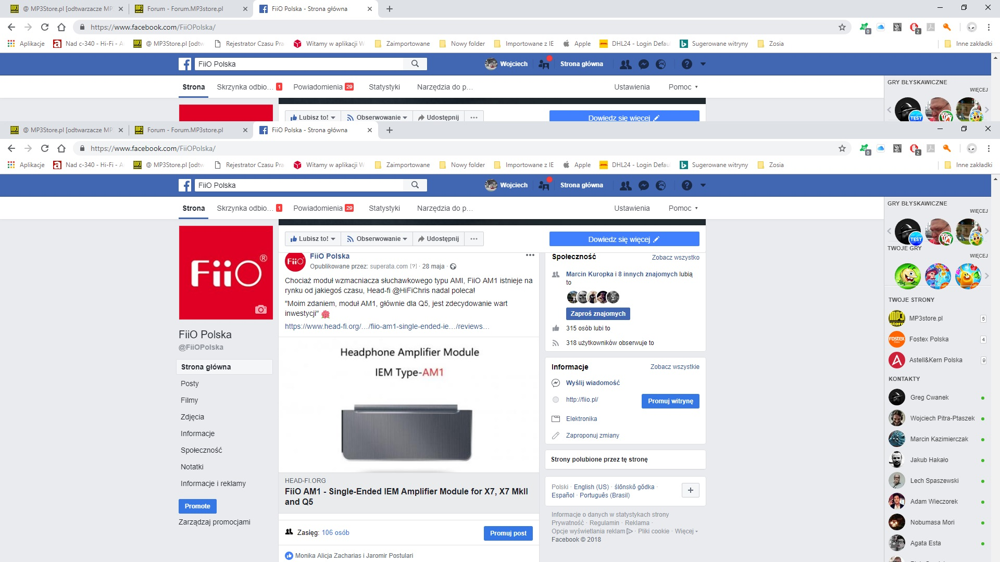 @ MP3Store.pl [odtwarzacze MP
Forum - Forum.MP3store.pl
FiiO Polska - Strona główna
https://www.facebook.com/FiiOPolska/
Aplikacje
Nad c-340 - Hi-Fi - A
@ MP3Store.pl [odtw
Rejestrator Czasu Pra
Witamy w aplikacji W
Zaimportowane
Nowy folder
Importowane z IE
Apple
DHL24 - Login Defau
Sugerowane witryny
Zosia
Inne zakładki
FiiO Polska
Wojciech
Strona główna
Strona
Skrzynka odbio... 1
Powiadomienia 29
Statystyki
Narzędzia do p...
Ustawienia
Pomoc
GRY BŁYSKAWICZNE
WIĘCEJ
TEST
Lubisz to!
Obserwowanie
Udostępnij
Dowiedz się więcej
@ MP3Store.pl [odtwarzacze MP
Forum - Forum.MP3store.pl
FiiO Polska - Strona główna
https://www.facebook.com/FiiOPolska/
Aplikacje
Nad c-340 - Hi-Fi - A
@ MP3Store.pl [odtw
Rejestrator Czasu Pra
Witamy w aplikacji W
Zaimportowane
Nowy folder
Importowane z IE
Apple
DHL24 - Login Defau
Sugerowane witryny
Zosia
Inne zakładki
FiiO Polska
Wojciech
Strona główna
Strona
Skrzynka odbio... 1
Powiadomienia 29
Statystyki
Narzędzia do p...
Ustawienia
Pomoc
FiiO®
FiiO Polska
@FiiOPolska
Strona główna
Posty
Filmy
Zdjęcia
Informacje
Społeczność
Notatki
Informacje i reklamy
Promote
Zarządzaj promocjami
Lubisz to!
Obserwowanie
Udostępnij
Dowiedz się więcej
FiiO
FiiO Polska
Opublikowane przez: superata.com [?] · 28 maja ·
Chociaż moduł wzmacniacza słuchawkowego typu AMI, FiiO AM1 istnieje na
rynku od jakiegoś czasu, Head-fi @HiFiChris nadal poleca!
"Moim zdaniem, moduł AM1, głównie dla Q5, jest zdecydowanie wart
inwestycji"
https://www.head-fi.org/…/fiio-am1-single-ended-ie…/reviews…
Headphone Amplifier Module
IEM Type-AM1
HEAD-FI.ORG
FiiO AM1 - Single-Ended IEM Amplifier Module for X7, X7 MkII
and Q5
Zasięg: 106 osób
Promuj post
Monika Alicja Zacharias i Jaromir Postulari
Społeczność
Zobacz wszystko
Marcin Kuropka i 8 innych znajomych lubią
to
Zaproś znajomych
315 osób lubi to
318 użytkowników obserwuje to
Informacje
Zobacz wszystkie
Wyślij wiadomość
http://fiio.pl/
Promuj witrynę
Elektronika
Zaproponuj zmiany
Strony polubione przez tę stronę
Polski · English (US) · ślōnskŏ gŏdka ·
Español · Português (Brasil)
Informacje o danych w statystykach strony
Prywatność · Regulamin · Reklama ·
Opcje wyświetlania reklam · Pliki cookie · Więcej
Facebook © 2018
GRY BŁYSKAWICZNE
WIĘCEJ
TEST
TWOJE GRY
WIĘCEJ
TWOJE STRONY
MP3store.pl 5
Fostex Polska 4
Astell&Kern Polska 9
KONTAKTY
Greg Cwanek
Wojciech Pitra-Ptaszek
Marcin Kazimierczak
Jakub Hakało
Lech Spaszewski
Adam Wieczorek
Nobumasa Mori
Agata Esta